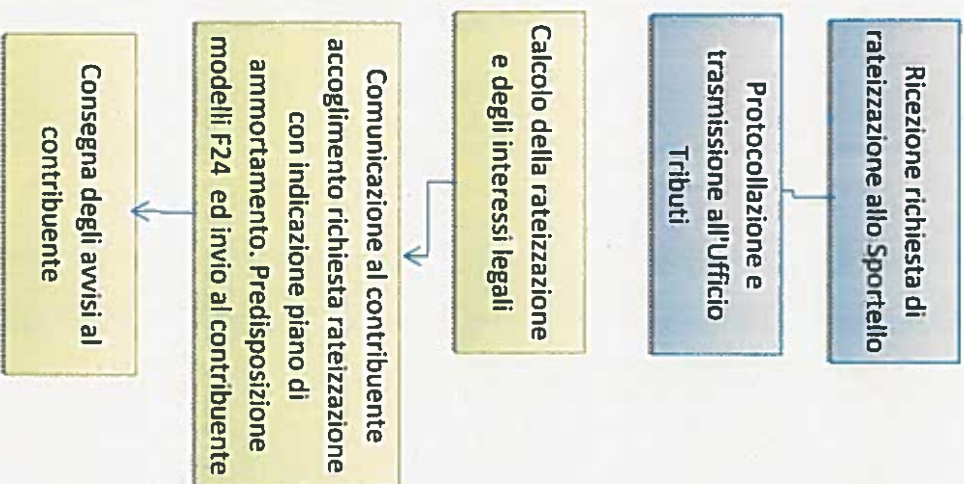 Ricezione richiesta di
rateizzazione allo Sportello
Protocollazione e
trasmissione all'Ufficio
Tributi
Calcolo della rateizzazione
e degli interessi legali
Comunicazione al contribuente
accoglimento richiesta rateizzazione
con indicazione piano di
ammortamento. Predisposizione
modelli F24 ed invio al contribuente
Consegna degli avvisi al
contribuente